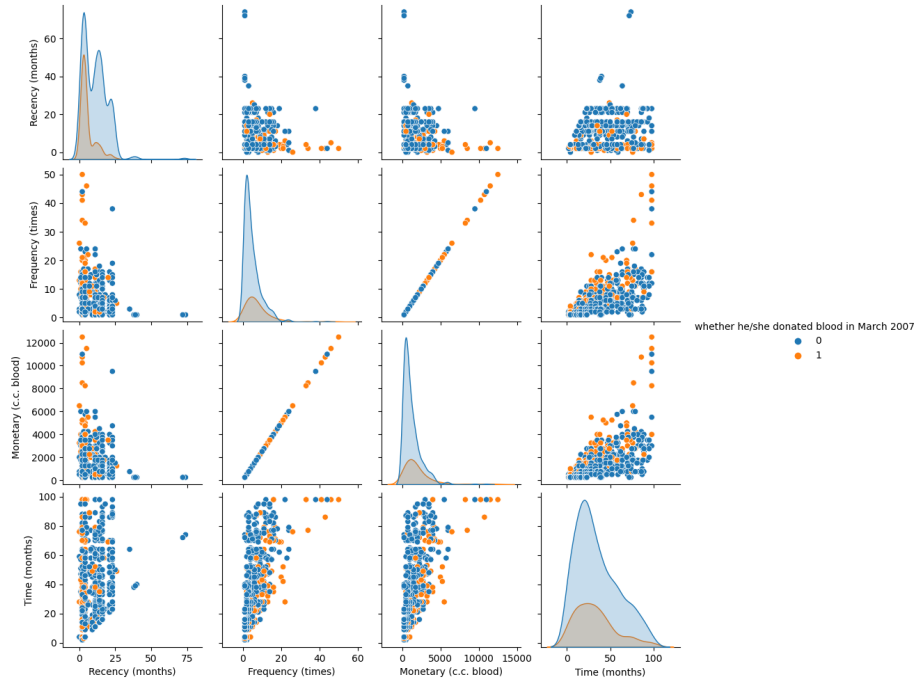 Recency (months)
60
40
20
0
Frequency (times)
50
40
30
20
10
0
whether he/she donated blood in March 2007
0
1
Monetary (c.c. blood)
12000
10000
8000
6000
4000
2000
0
Time (months)
100
80
60
40
20
0
0 25 50 75
0 20 40 60
0 5000 10000 15000
0 50 100
Recency (months)
Frequency (times)
Monetary (c.c. blood)
Time (months)